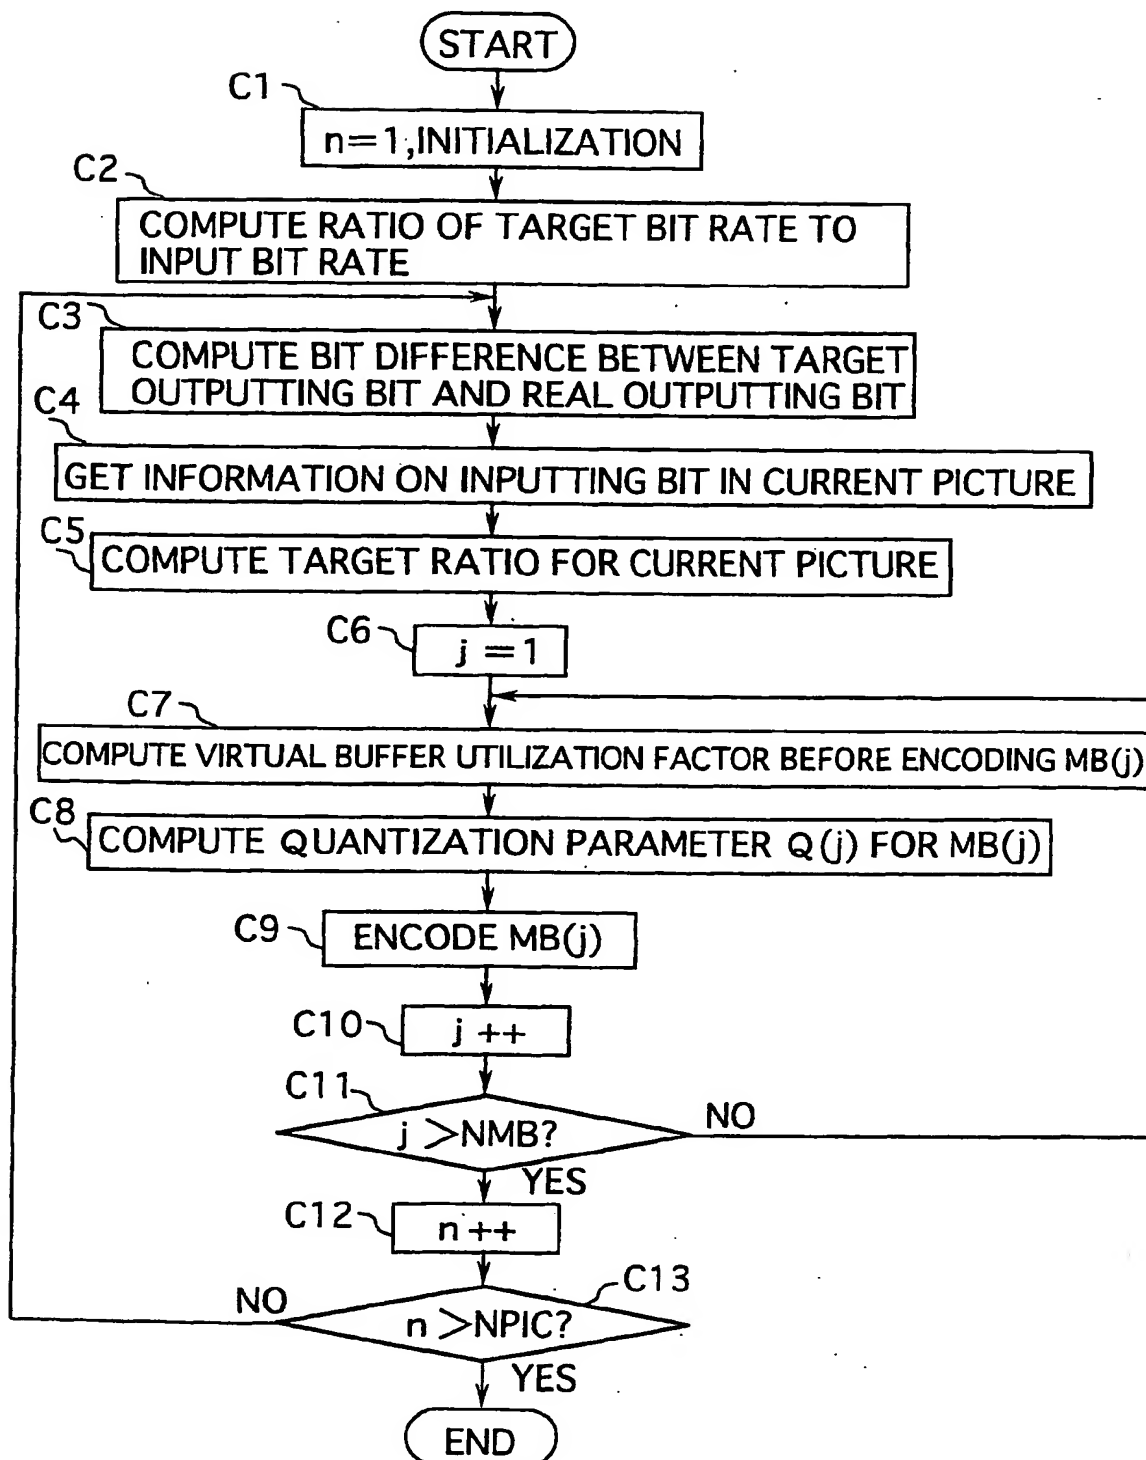 START
C1
n=1,INITIALIZATION
C2
COMPUTE RATIO OF TARGET BIT RATE TO
INPUT BIT RATE
C3
COMPUTE BIT DIFFERENCE BETWEEN TARGET
OUTPUTTING BIT AND REAL OUTPUTTING BIT
C4
GET INFORMATION ON INPUTTING BIT IN CURRENT PICTURE
C5
COMPUTE TARGET RATIO FOR CURRENT PICTURE
C6
j =1
C7
COMPUTE VIRTUAL BUFFER UTILIZATION FACTOR BEFORE ENCODING MB(j)
C8
COMPUTE QUANTIZATION PARAMETER Q(j) FOR MB(j)
C9
ENCODE MB(j)
C10
j ++
C11
j >NMB?
NO
YES
C12
n ++
C13
NO
n >NPIC?
YES
END